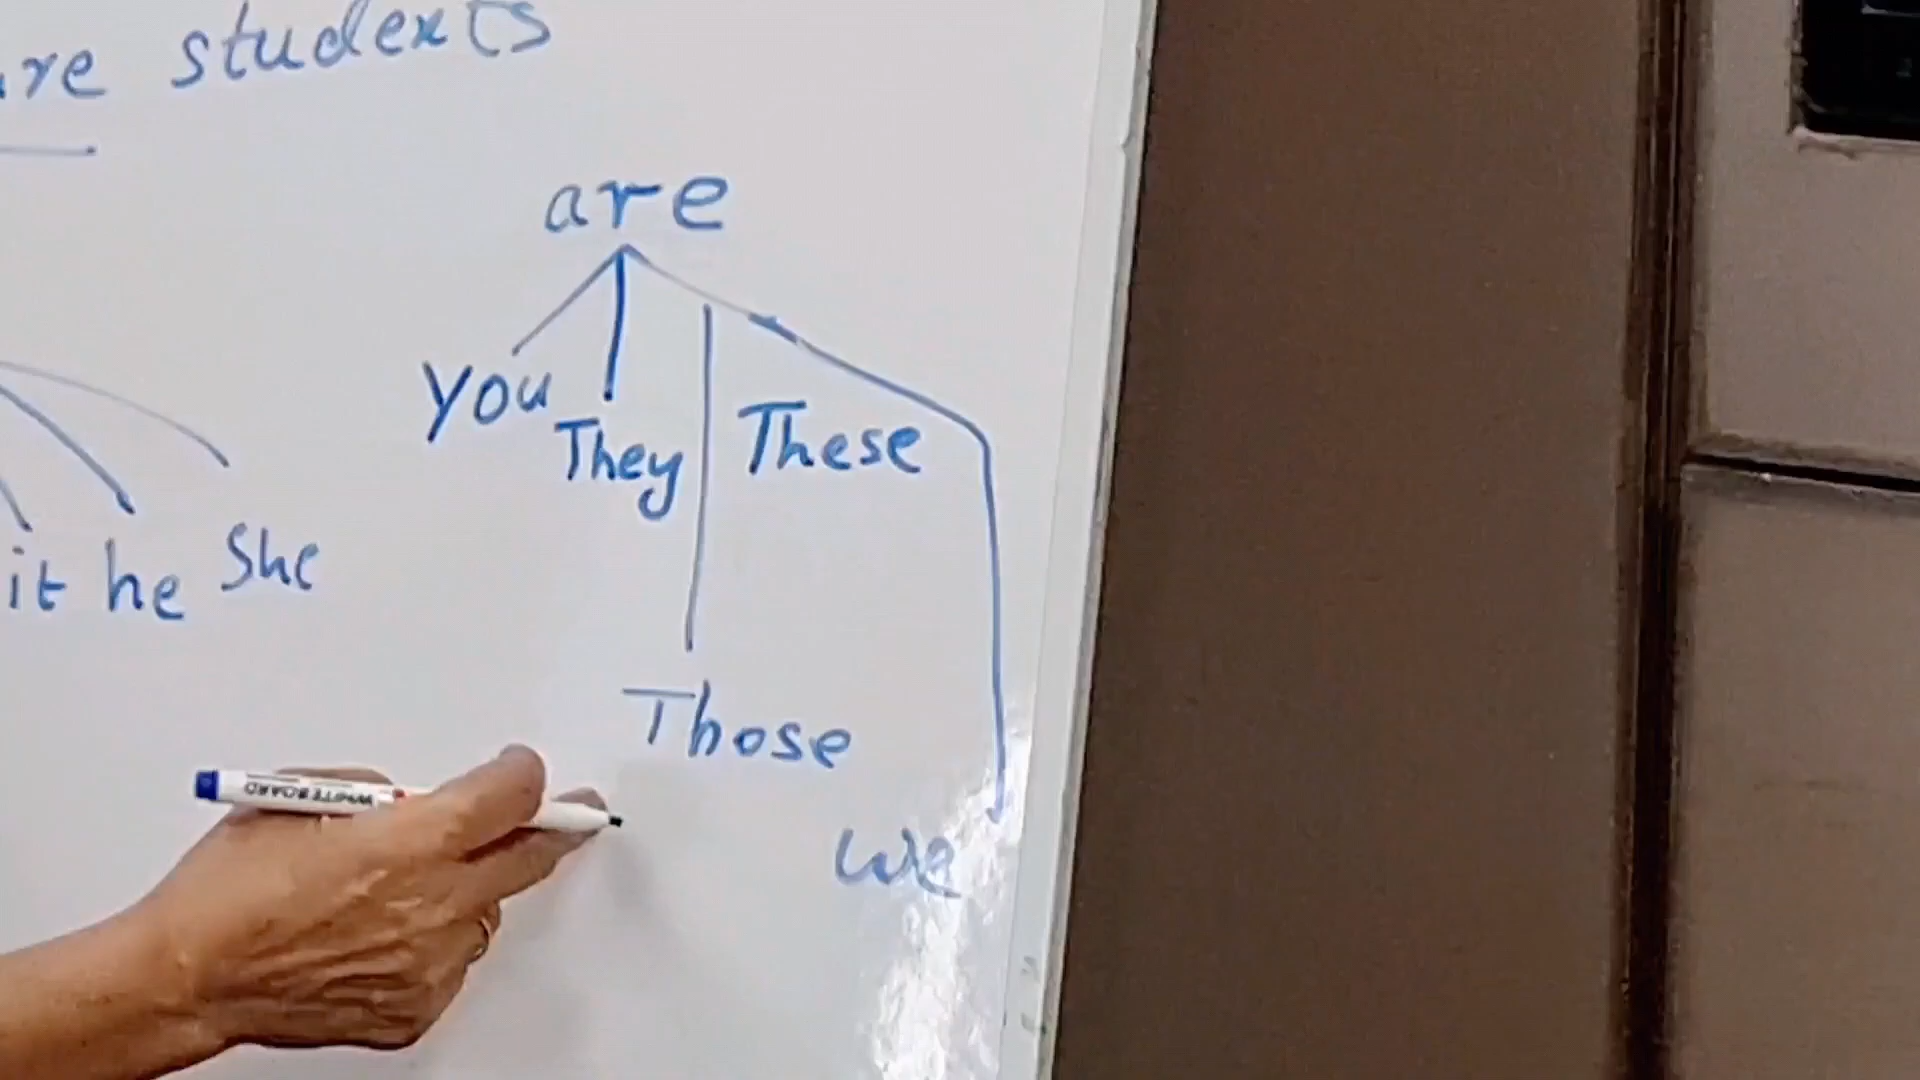 are students
are
You They These
it he She
Those
we
WHITEBOARD